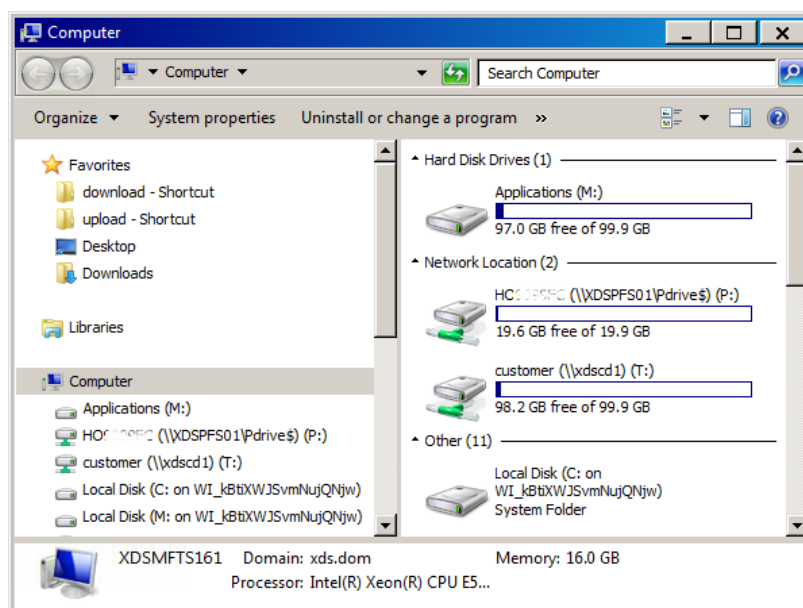 Computer
Computer
Search Computer
Organize System properties Uninstall or change a program »
Favorites
download - Shortcut
upload - Shortcut
Desktop
Downloads
Libraries
Computer
Applications (M:)
(\\XDSPFS01\Pdrive$) (P:)
customer (\\xdscd1) (T:)
Local Disk (C: on WI_kBtiXWJSvmNujQNjw)
Local Disk (M: on WI_kBtiXWJSvmNujQNjw)
Hard Disk Drives (1)
Applications (M:)
97.0 GB free of 99.9 GB
Network Location (2)
(\\XDSPFS01\Pdrive$) (P:)
19.6 GB free of 19.9 GB
customer (\\xdscd1) (T:)
98.2 GB free of 99.9 GB
Other (11)
Local Disk (C: on
WI_kBtiXWJSvmNujQNjw)
System Folder
XDSMFTS161 Domain: xds.dom Memory: 16.0 GB
Processor: Intel(R) Xeon(R) CPU E5...